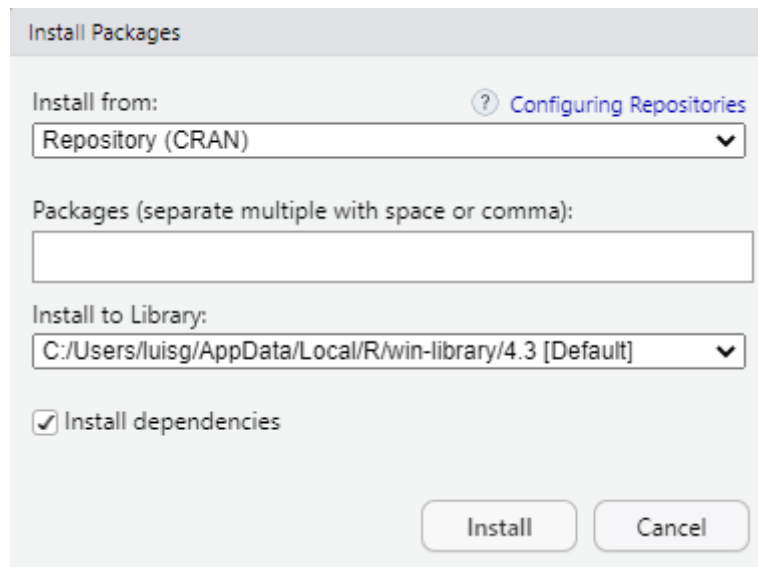 Install Packages
Install from:
? Configuring Repositories
Repository (CRAN)
Packages (separate multiple with space or comma):
Install to Library:
C:/Users/luisg/AppData/Local/R/win-library/4.3 [Default]
Install dependencies
Install
Cancel